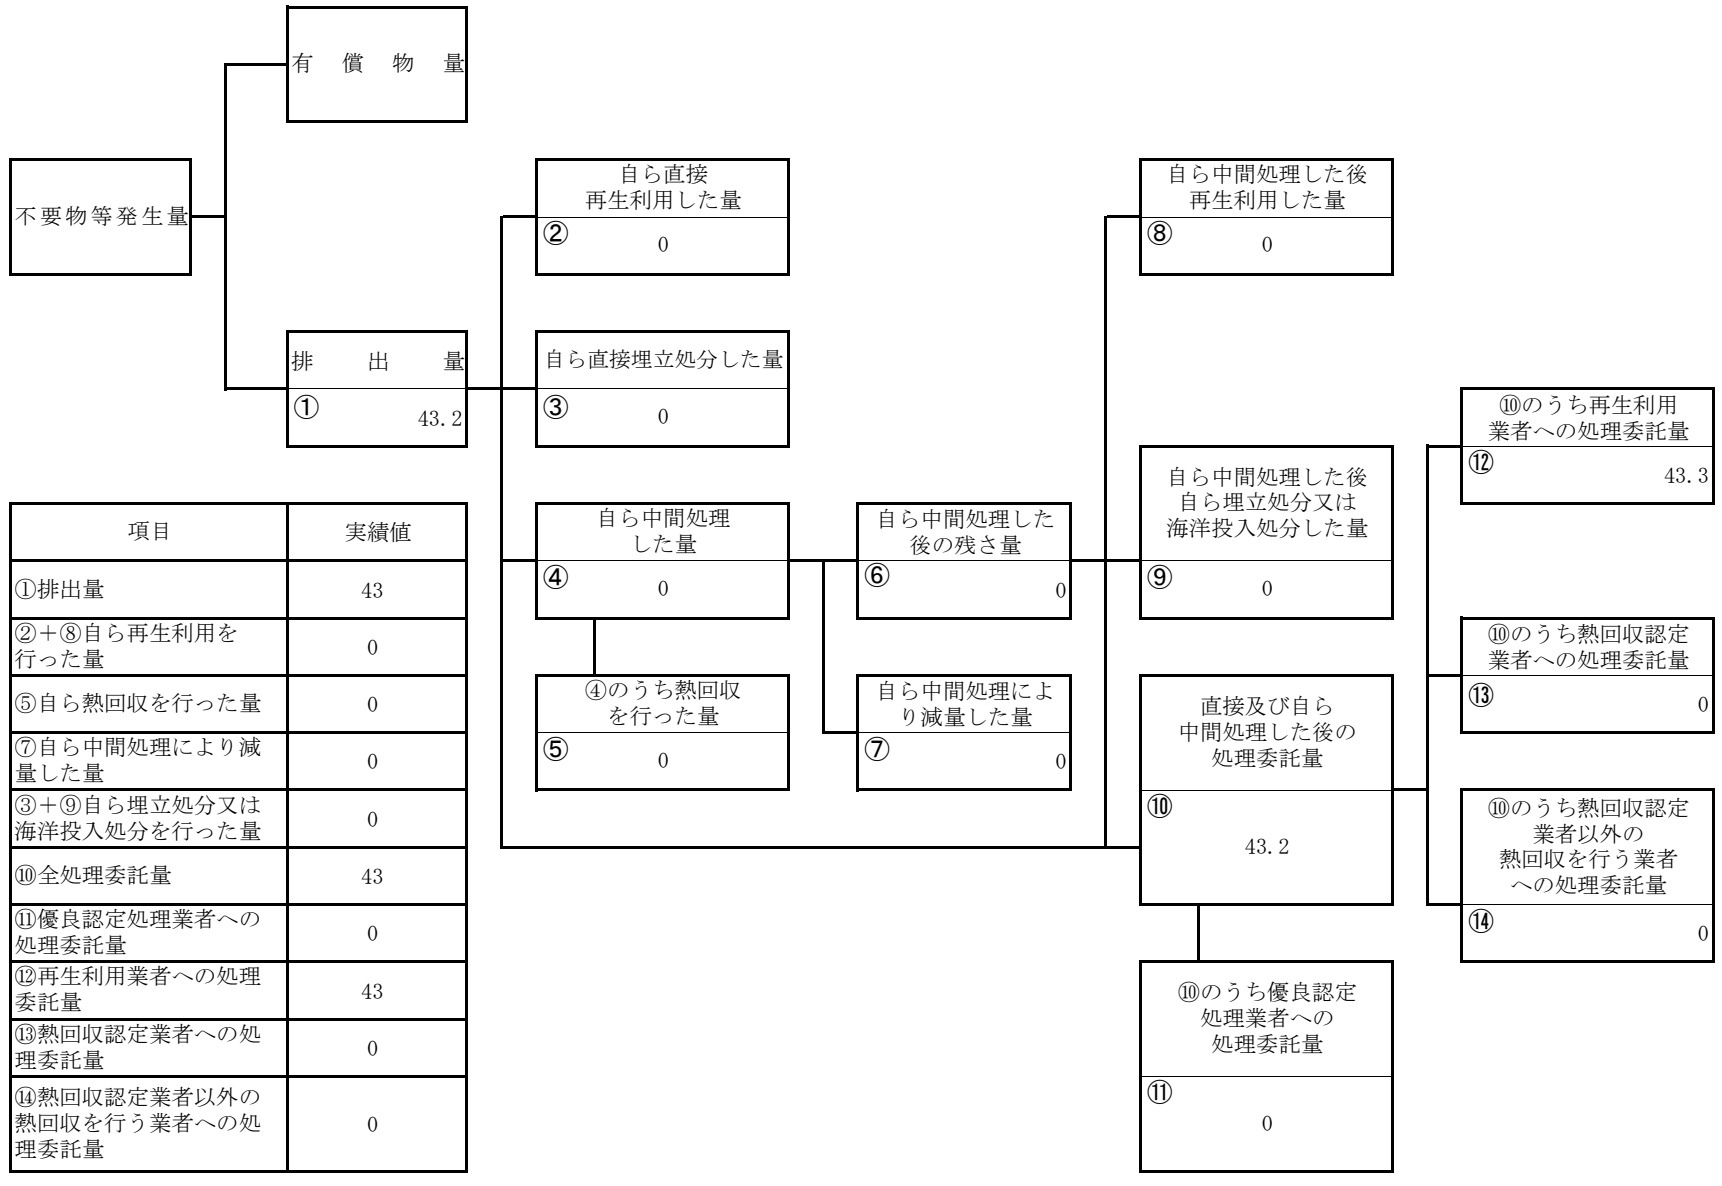 有償物量
不要物等発生量
自ら直接
再生利用した量
②
0
自ら中間処理した後
再生利用した量
⑧
0
排出量
①
43.2
自ら直接埋立処分した量
③
0
⑩のうち再生利用
業者への処理委託量
⑫
43.3
自ら中間処理
した量
④
0
自ら中間処理した
後の残さ量
⑥
0
自ら中間処理した後
自ら埋立処分又は
海洋投入処分した量
⑨
0
⑩のうち熱回収認定
業者への処理委託量
⑬
0
④のうち熱回収
を行った量
⑤
0
自ら中間処理によ
り減量した量
⑦
0
直接及び自ら
中間処理した後の
処理委託量
⑩
43.2
⑩のうち熱回収認定
業者以外の
熱回収を行う業者
への処理委託量
⑭
0
⑩のうち優良認定
処理業者への
処理委託量
⑪
0
項目 実績値
①排出量 43
②+⑧自ら再生利用を
行った量 0
⑤自ら熱回収を行った量 0
⑦自ら中間処理により減
量した量 0
③+⑨自ら埋立処分又は
海洋投入処分を行った量 0
⑩全処理委託量 43
⑪優良認定処理業者への
処理委託量 0
⑫再生利用業者への処理
委託量 43
⑬熱回収認定業者への処
理委託量 0
⑭熱回収認定業者以外の
熱回収を行う業者への処
理委託量 0